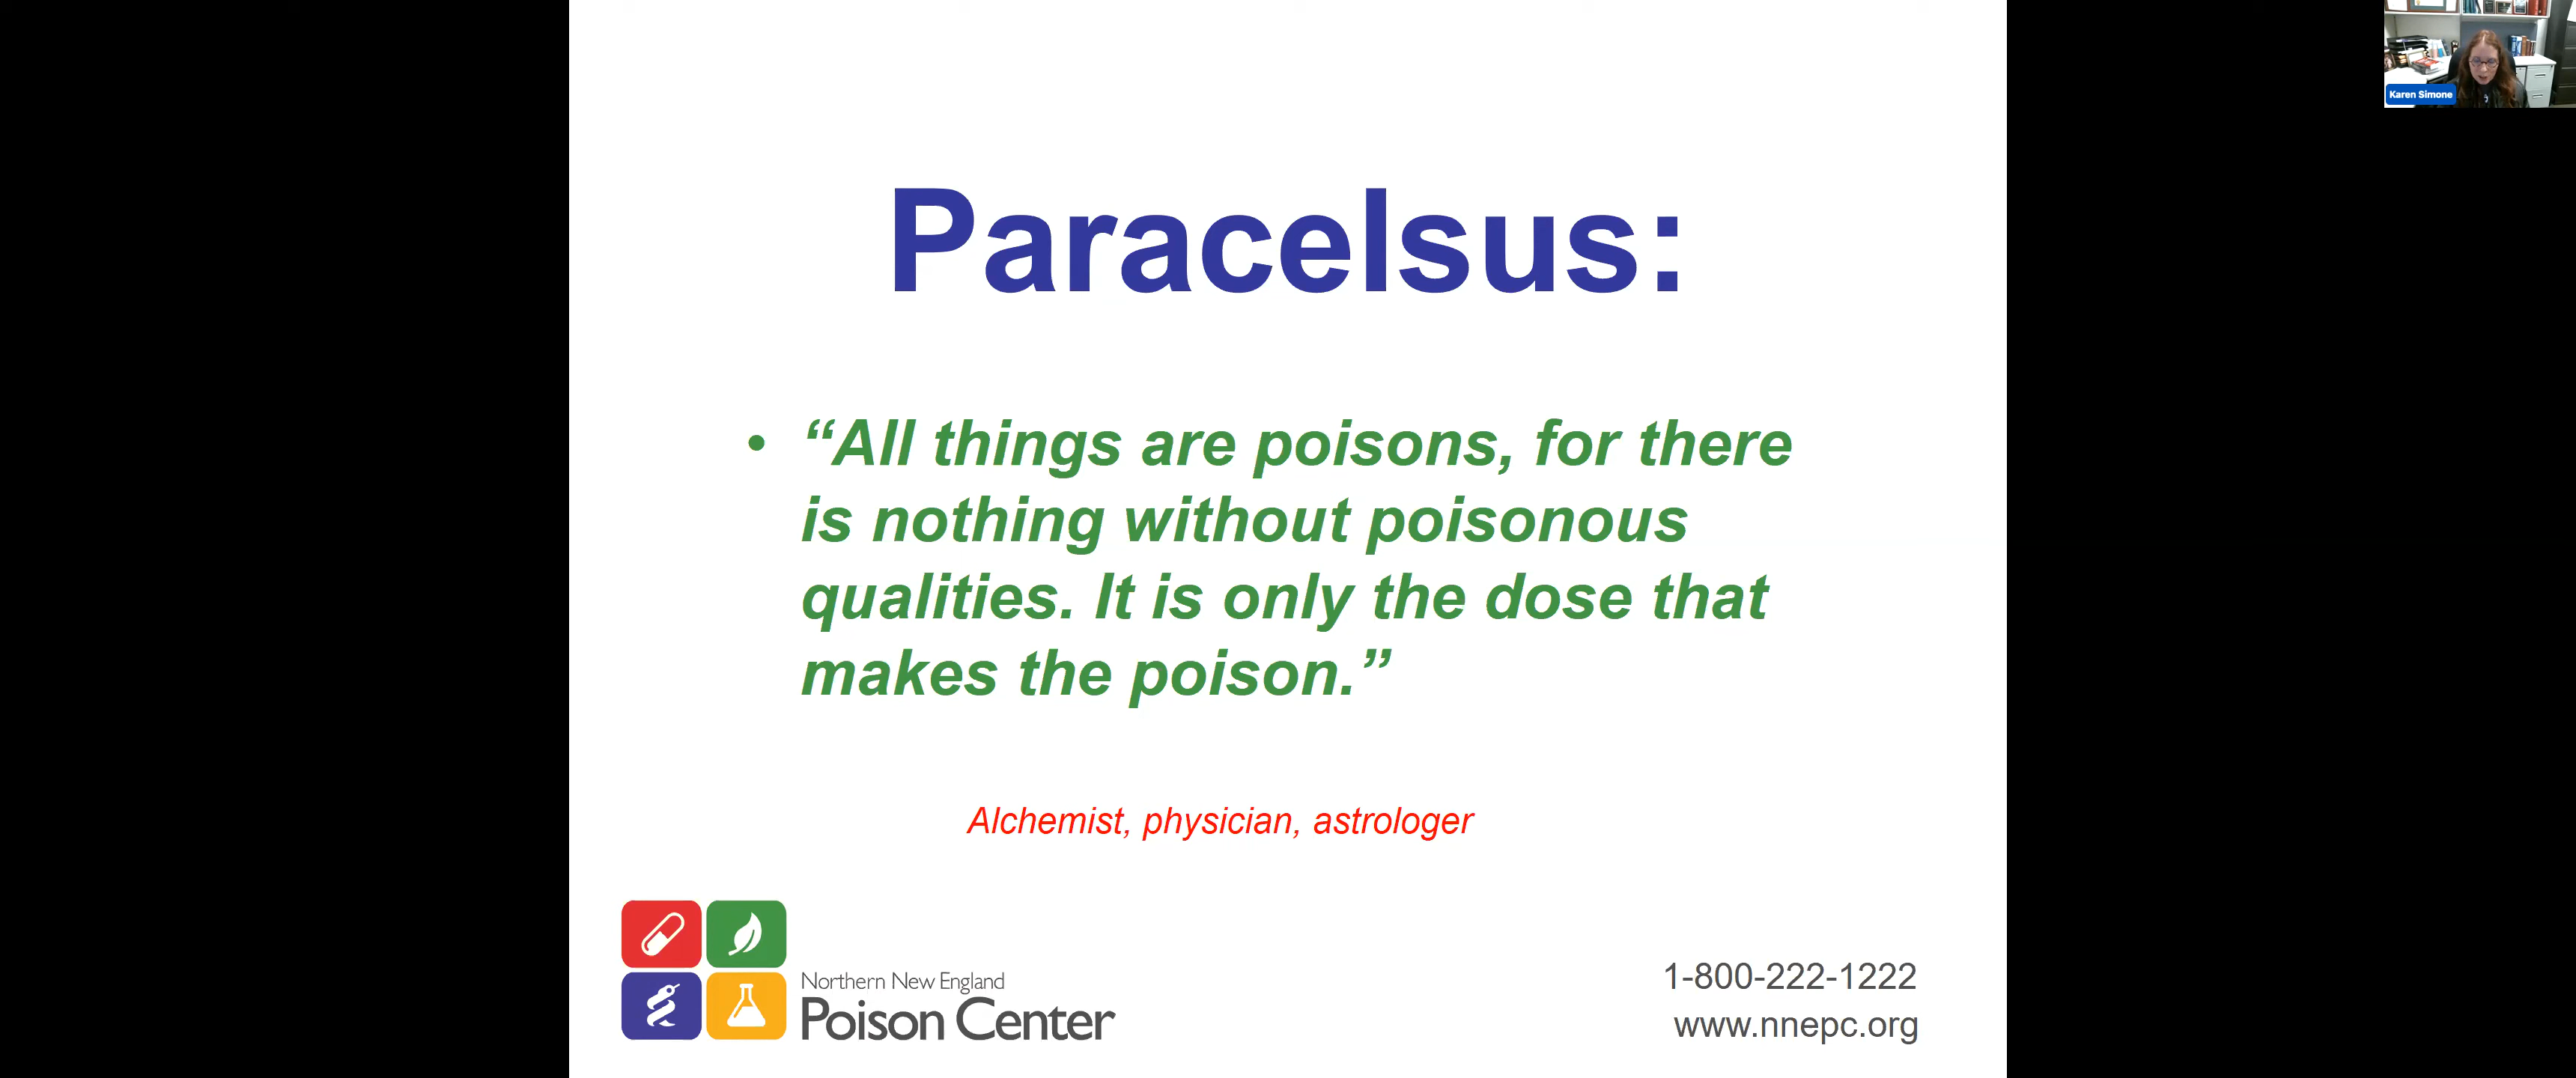 Karen Simone
Paracelsus:
• “All things are poisons, for there
is nothing without poisonous
qualities. It is only the dose that
makes the poison.”
Alchemist, physician, astrologer
Northern New England
Poison Center
1-800-222-1222
www.nnepc.org